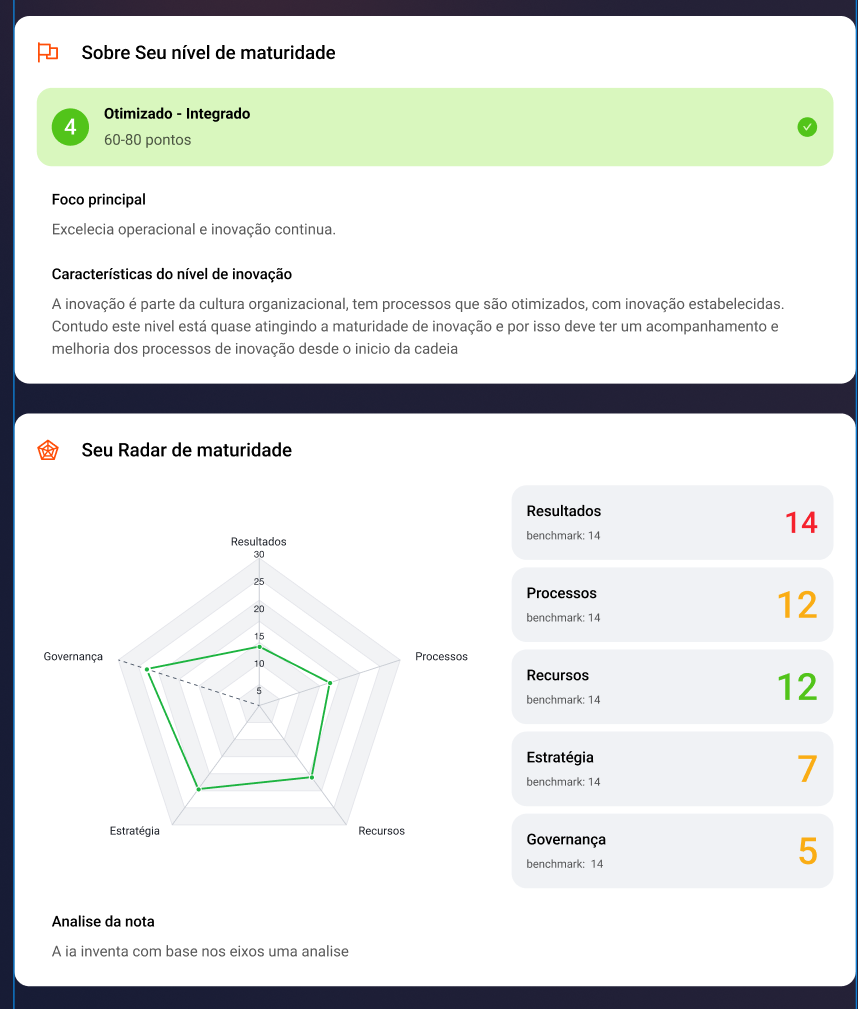 Sobre Seu nível de maturidade
4
Otimizado - Integrado
60-80 pontos
Foco principal
Excelecia operacional e inovação continua.
Características do nível de inovação
A inovação é parte da cultura organizacional, tem processos que são otimizados, com inovação estabelecidas.
Contudo este nivel está quase atingindo a maturidade de inovação e por isso deve ter um acompanhamento e
melhoria dos processos de inovação desde o inicio da cadeia
Seu Radar de maturidade
Resultados
30
25
20
15
10
5
Governança
Processos
Estratégia
Recursos
Resultados
benchmark: 14
14
Processos
benchmark: 14
12
Recursos
benchmark: 14
12
Estratégia
benchmark: 14
7
Governança
benchmark: 14
5
Analise da nota
A ia inventa com base nos eixos uma analise